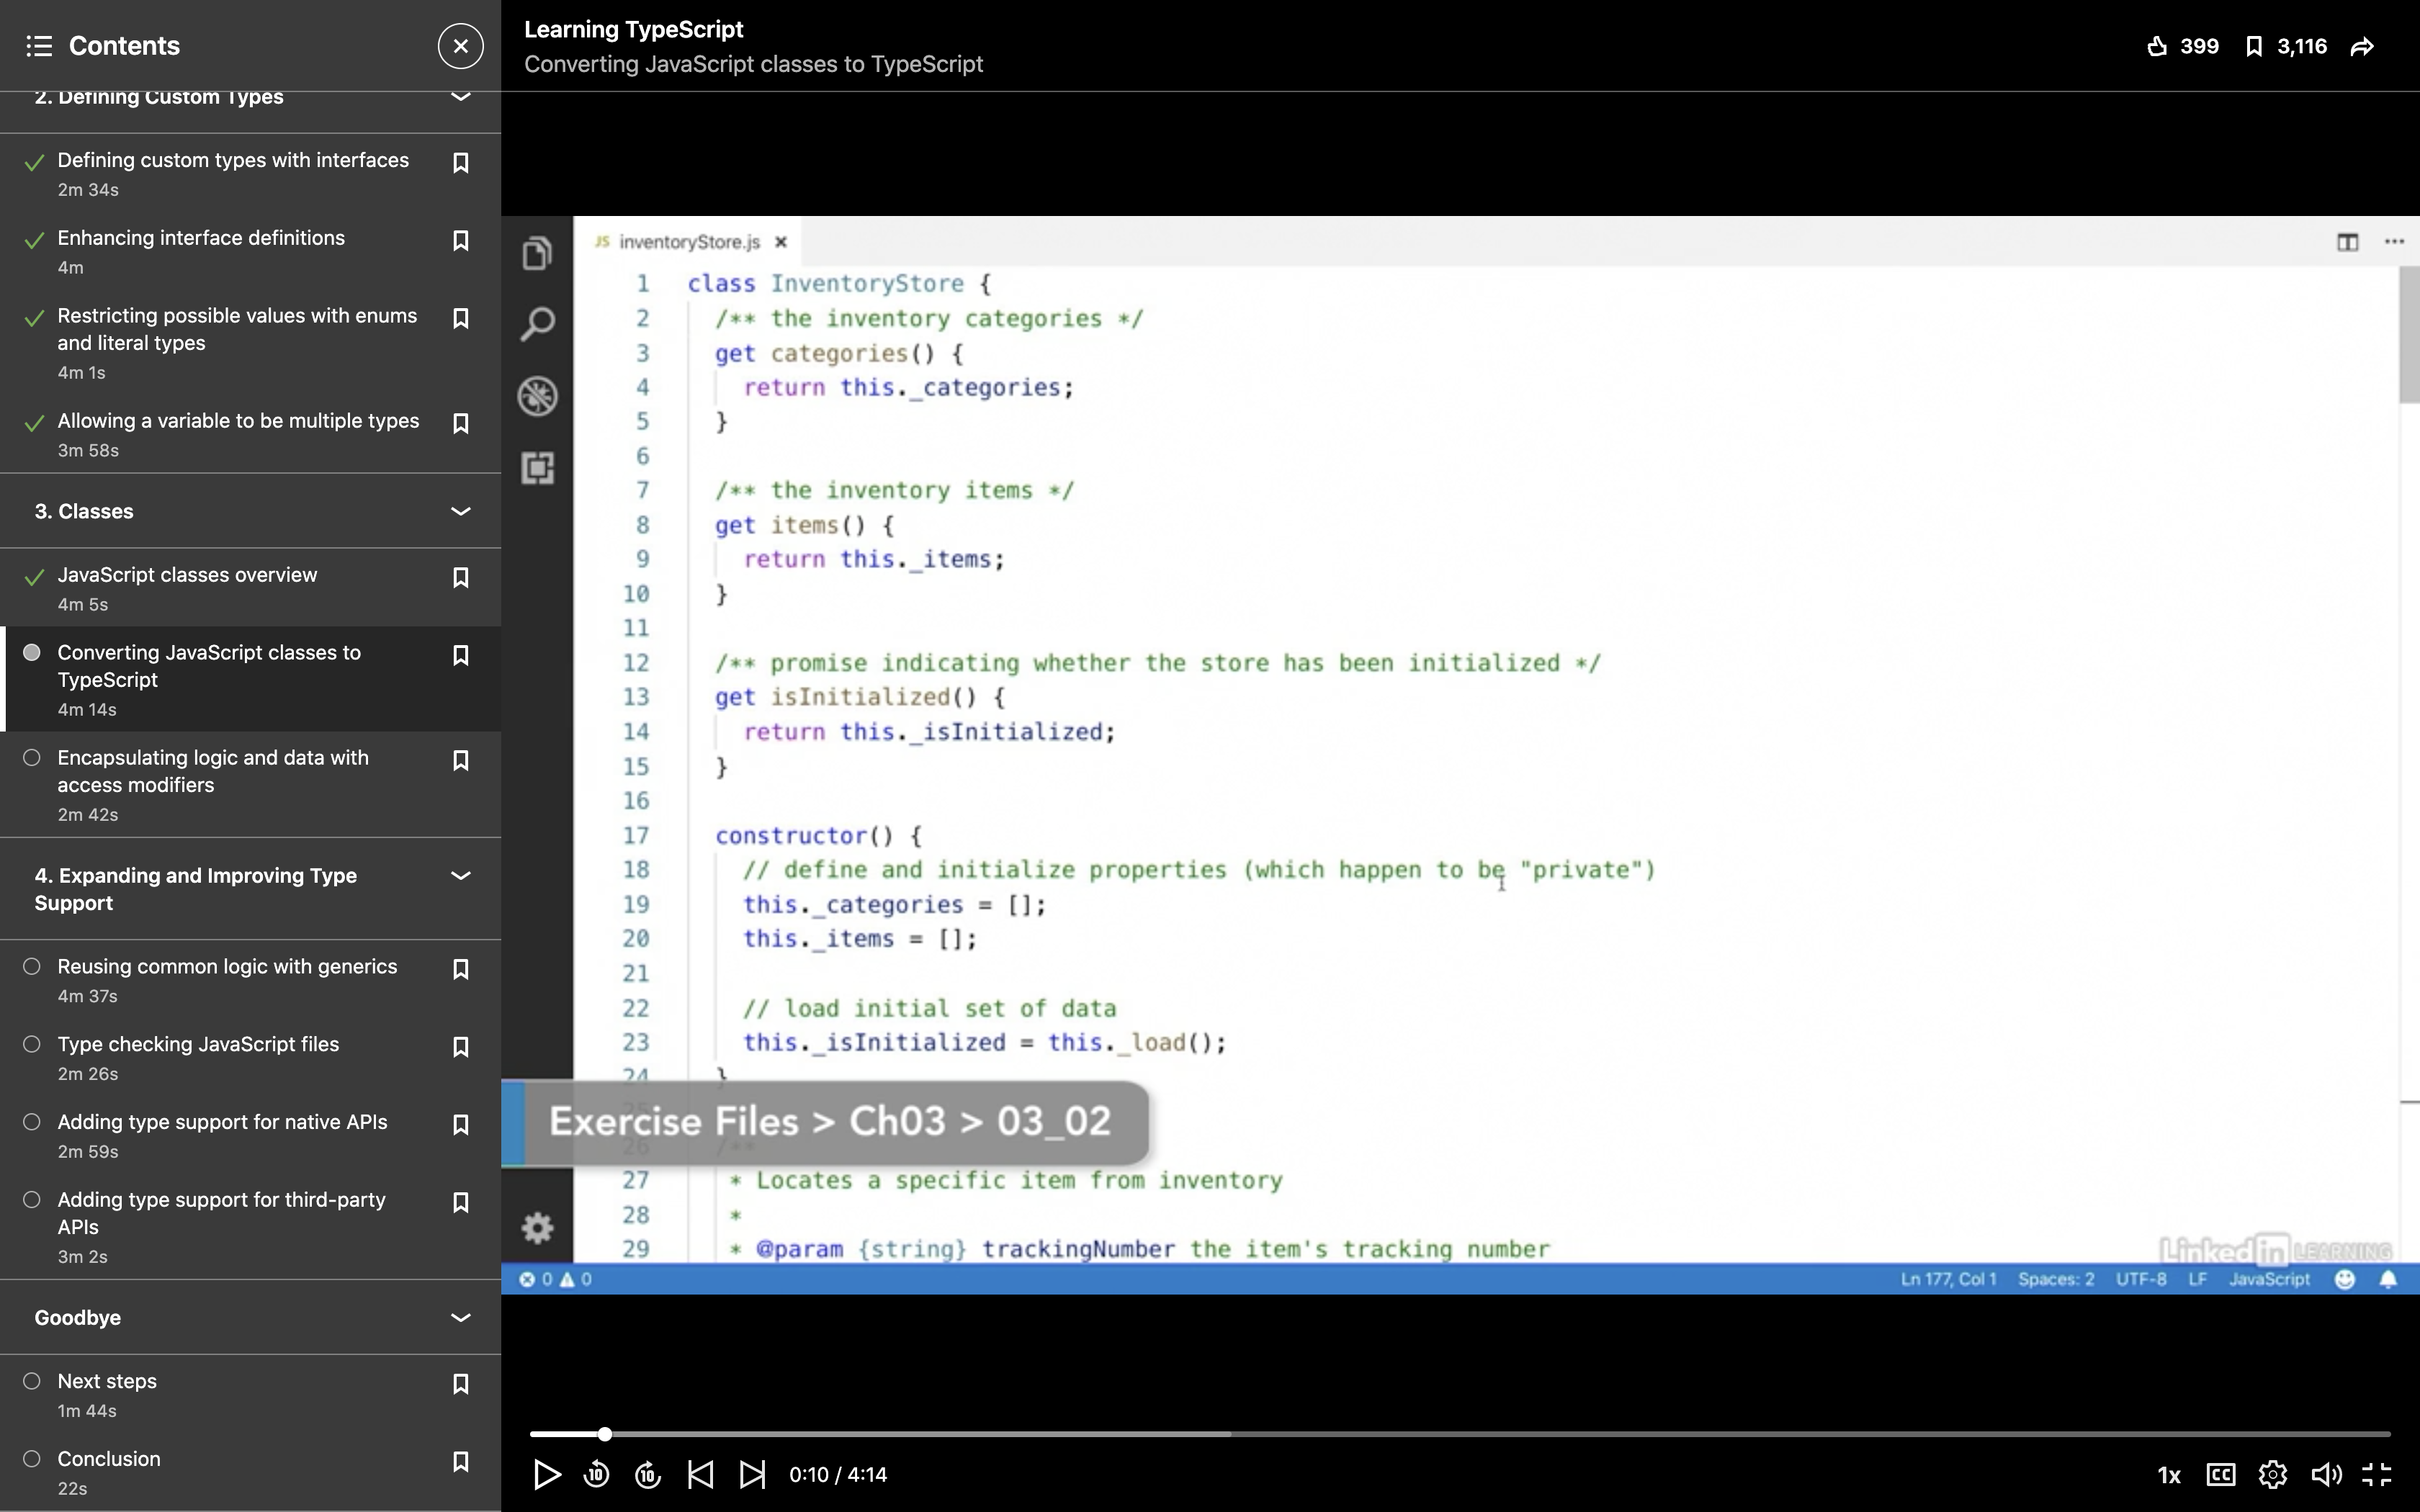 Contents
2. Defining Custom Types
Defining custom types with interfaces
2m 34s
Enhancing interface definitions
4m
Restricting possible values with enums
and literal types
4m 1s
Allowing a variable to be multiple types
3m 58s
3. Classes
JavaScript classes overview
4m 5s
Converting JavaScript classes to
TypeScript
4m 14s
Encapsulating logic and data with
access modifiers
2m 42s
4. Expanding and Improving Type
Support
Reusing common logic with generics
4m 37s
Type checking JavaScript files
2m 26s
Adding type support for native APIs
2m 59s
Adding type support for third-party
APIs
3m 2s
Goodbye
Next steps
1m 44s
Conclusion
22s
Learning TypeScript
Converting JavaScript classes to TypeScript
399 3,116
JS inventoryStore.js
1 class InventoryStore {
2 /** the inventory categories */
3 get categories() {
4 return this._categories;
5 }
6
7 /** the inventory items */
8 get items() {
9 return this._items;
10 }
11
12 /** promise indicating whether the store has been initialized */
13 get isInitialized() {
14 return this._isInitialized;
15 }
16
17 constructor() {
18 // define and initialize properties (which happen to be "private")
19 this._categories = [];
20 this._items = [];
21
22 // load initial set of data
23 this._isInitialized = this._load();
24 }
Exercise Files > Ch03 > 03_02
26 /**
27 * Locates a specific item from inventory
28 *
29 * @param {string} trackingNumber the item's tracking number
LinkedIn LEARNING
0 0 Ln 177, Col 1 Spaces: 2 UTF-8 LF JavaScript
10 10 0:10 / 4:14 1x CC